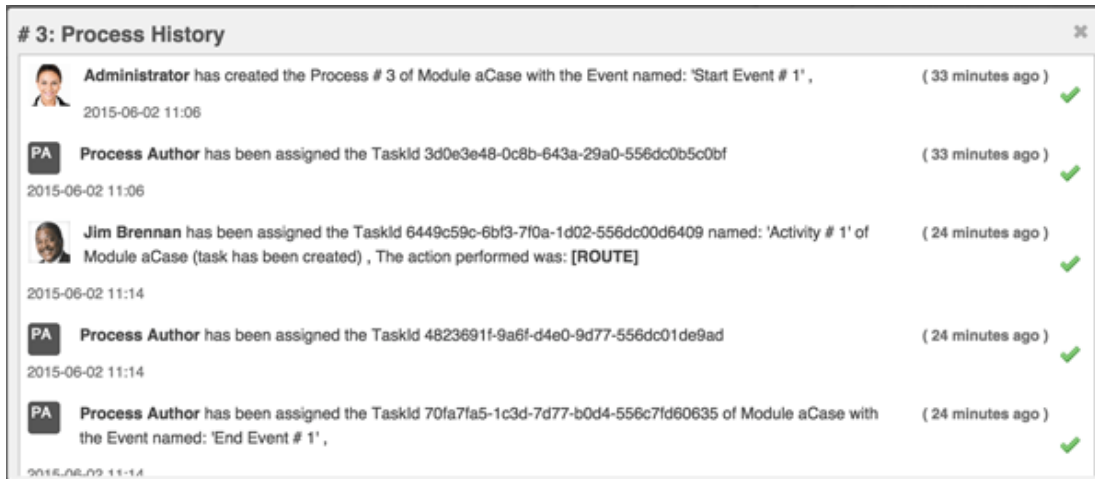 # 3: Process History
Administrator has created the Process # 3 of Module aCase with the Event named: 'Start Event # 1' , ( 33 minutes ago )
2015-06-02 11:06
PA Process Author has been assigned the TaskId 3d0e3e48-0c8b-643a-29a0-556dc0b5c0bf ( 33 minutes ago )
2015-06-02 11:06
Jim Brennan has been assigned the TaskId 6449c59c-6bf3-7f0a-1d02-556dc00d6409 named: 'Activity # 1' of ( 24 minutes ago )
Module aCase (task has been created) , The action performed was: [ROUTE]
2015-06-02 11:14
PA Process Author has been assigned the TaskId 4823691f-9a6f-d4e0-9d77-556dc01de9ad ( 24 minutes ago )
2015-06-02 11:14
PA Process Author has been assigned the TaskId 70fa7fa5-1c3d-7d77-b0d4-556c7fd60635 of Module aCase with ( 24 minutes ago )
the Event named: 'End Event # 1' ,
2015-06-02 11:14